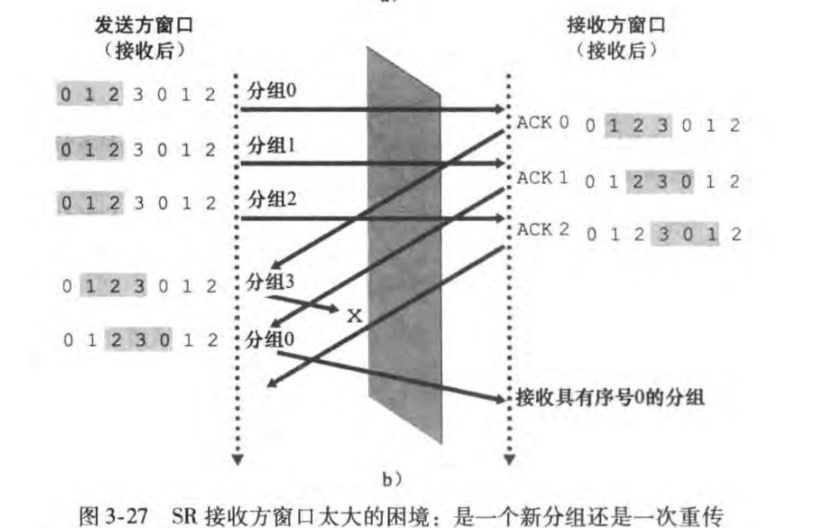 发送方窗口
（接收后）
接收方窗口
（接收后）
0 1 2 3 0 1 2
分组0
ACK 0 0 1 2 3 0 1 2
0 1 2 3 0 1 2
分组1
ACK 1 0 1 2 3 0 1 2
0 1 2 3 0 1 2
分组2
ACK 2 0 1 2 3 0 1 2
0 1 2 3 0 1 2
分组3
X
0 1 2 3 0 1 2
分组0
接收具有序号0的分组
b）
图 3-27 SR 接收方窗口太大的困境：是一个新分组还是一次重传